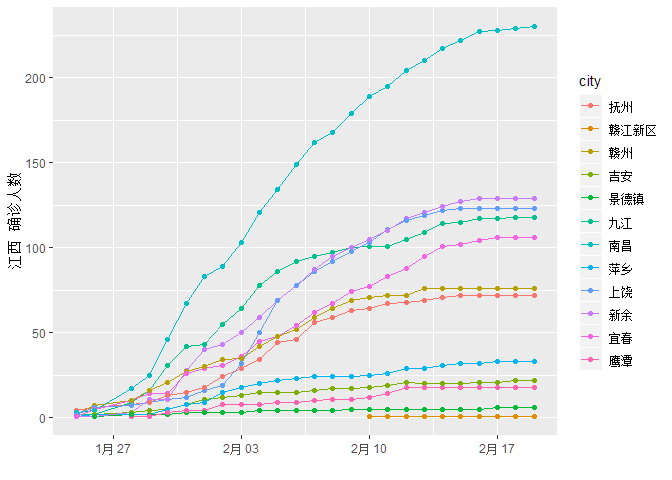 江西 确诊人数
200
150
100
50
0
1月 27
2月 03
2月 10
2月 17
city
抚州
赣江新区
赣州
吉安
景德镇
九江
南昌
萍乡
上饶
新余
宜春
鹰潭